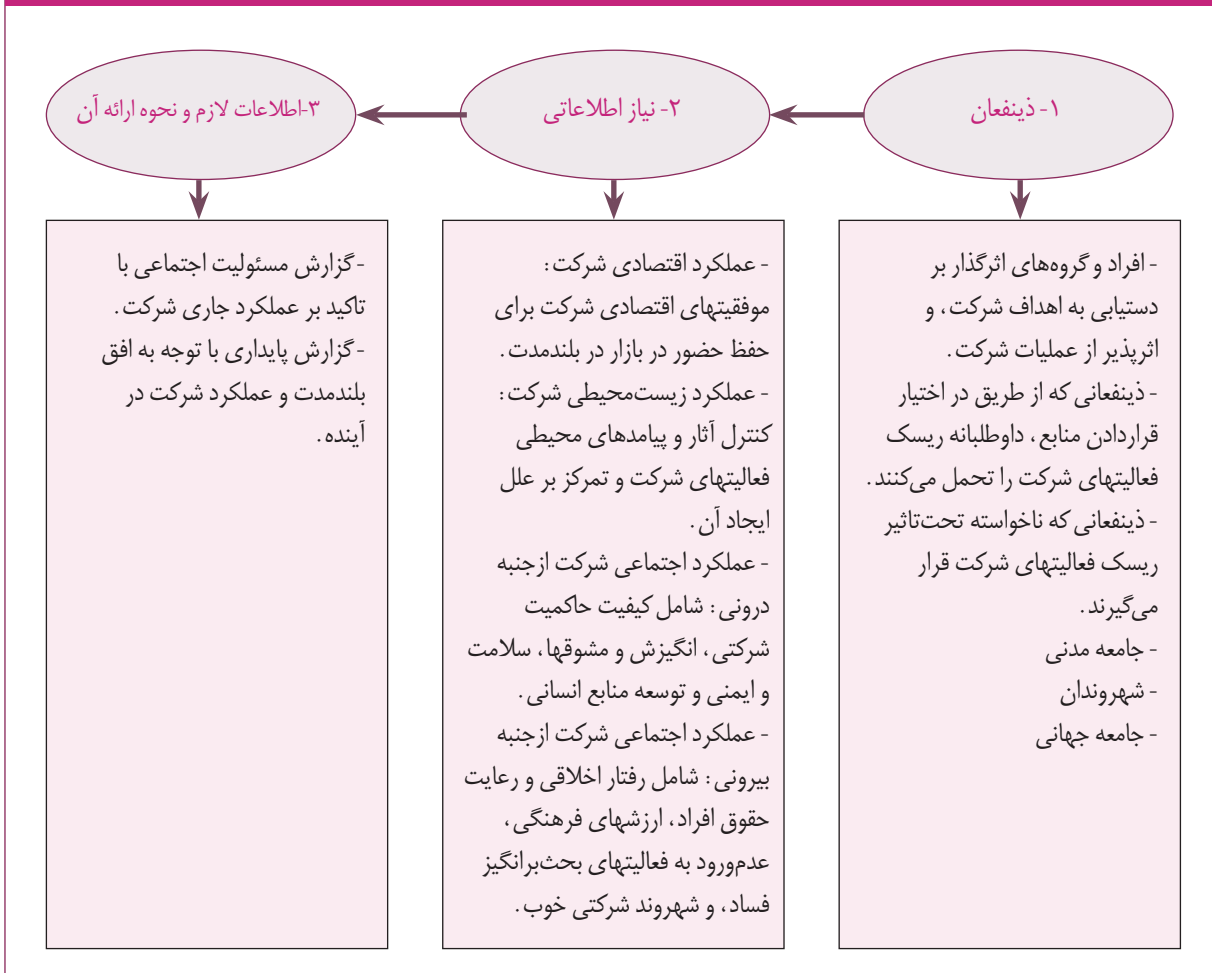 ۱- ذینفعان
۲- نیاز اطلاعاتی
۳-اطلاعات لازم و نحوه ارائه آن
- افراد و گروه‌های اثرگذار بر
دستیابی به اهداف شرکت، و
اثرپذیر از عملیات شرکت.
- ذینفعانی که از طریق در اختیار
قراردادن منابع، داوطلبانه ریسک
فعالیتهای شرکت را تحمل می‌کنند.
- ذینفعانی که ناخواسته تحت‌تاثیر
ریسک فعالیتهای شرکت قرار
می‌گیرند.
- جامعه مدنی
- شهروندان
- جامعه جهانی
- عملکرد اقتصادی شرکت:
موفقیتهای اقتصادی شرکت برای
حفظ حضور در بازار در بلندمدت.
- عملکرد زیست‌محیطی شرکت:
کنترل آثار و پیامدهای محیطی
فعالیتهای شرکت و تمرکز بر علل
ایجاد آن.
- عملکرد اجتماعی شرکت ازجنبه
درونی: شامل کیفیت حاکمیت
شرکتی، انگیزش و مشوقها، سلامت
و ایمنی و توسعه منابع انسانی.
- عملکرد اجتماعی شرکت ازجنبه
بیرونی: شامل رفتار اخلاقی و رعایت
حقوق افراد، ارزشهای فرهنگی،
عدم‌ورود به فعالیتهای بحث‌برانگیز
فساد، و شهروند شرکتی خوب.
-گزارش مسئولیت اجتماعی با
تاکید بر عملکرد جاری شرکت.
-گزارش پایداری با توجه به افق
بلندمدت و عملکرد شرکت در
آینده.